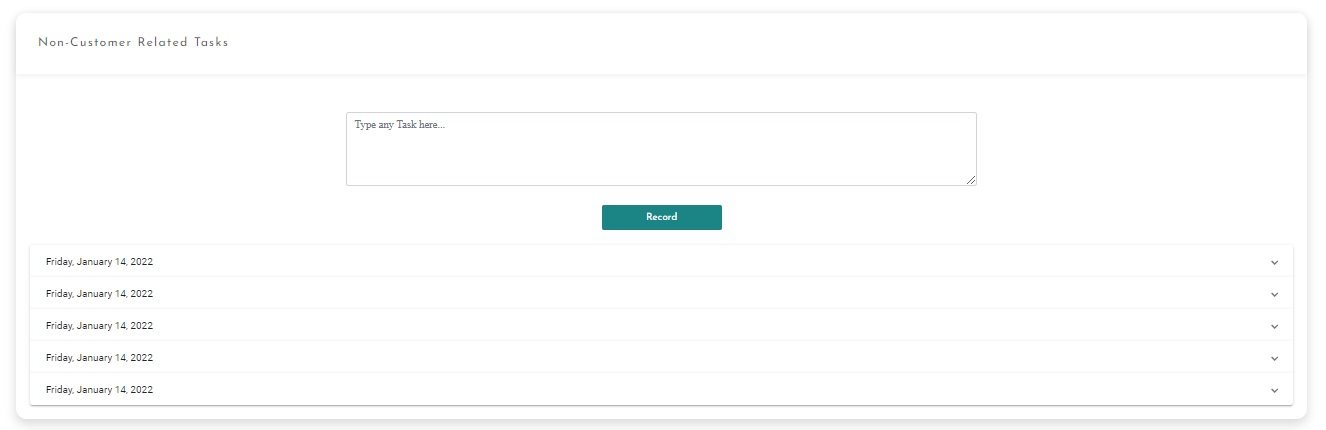 Non-Customer Related Tasks
Type any Task here...
Record
Friday, January 14, 2022
Friday, January 14, 2022
Friday, January 14, 2022
Friday, January 14, 2022
Friday, January 14, 2022